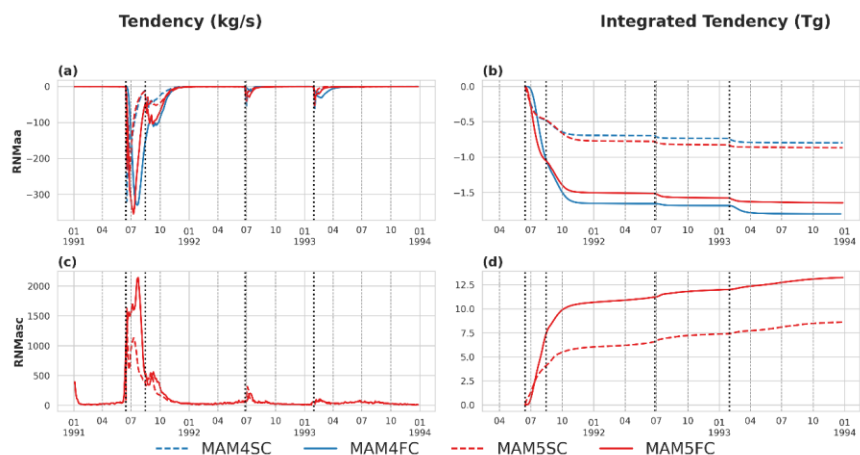 Tendency (kg/s) Integrated Tendency (Tg)
(a) (b)
RNMaa
0
−100
−200
−300
0.0
−0.5
−1.0
−1.5
01 04 07 10 01 04 07 10 01 04 07 10 01
1991 1992 1993 1994
04 07 10 01 04 07 10 01 04 07 10 01
1992 1993 1994
(c) (d)
RNMasc
2000
1500
1000
500
0
12.5
10.0
7.5
5.0
2.5
0.0
01 04 07 10 01 04 07 10 01 04 07 10 01
1991 1992 1993 1994
04 07 10 01 04 07 10 01 04 07 10 01
1992 1993 1994
MAM4SC MAM4FC MAM5SC MAM5FC